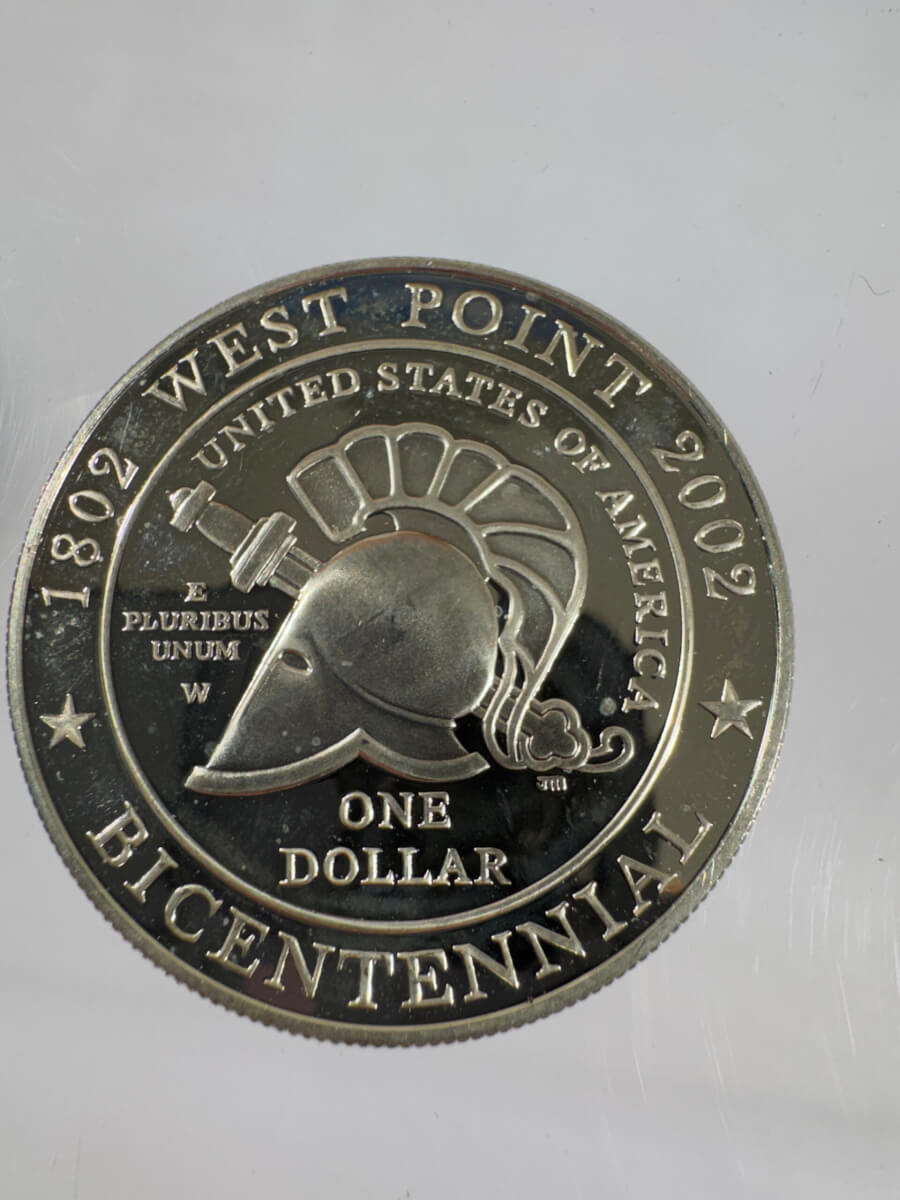 1802 WEST POINT 2002
UNITED STATES OF AMERICA
E
PLURIBUS
UNUM
W
ONE
DOLLAR
BICENTENNIAL